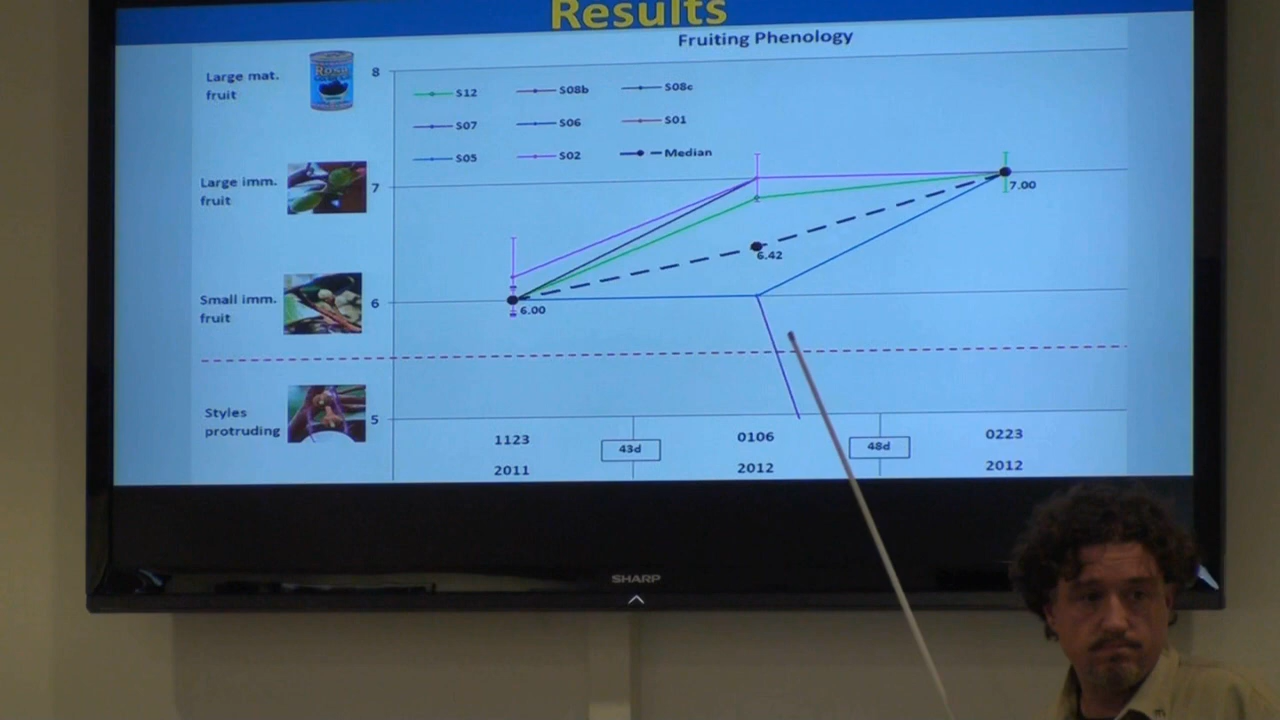 Results
Fruiting Phenology
Large mat.
fruit
Rosa
8
S12
S08b
S08c
S07
S06
S01
S05
S02
Median
Large imm.
fruit
7
7.00
6.42
Small imm.
fruit
6
6.00
Styles
protruding
5
1123
43d
0106
48d
0223
2011
2012
2012
SHARP